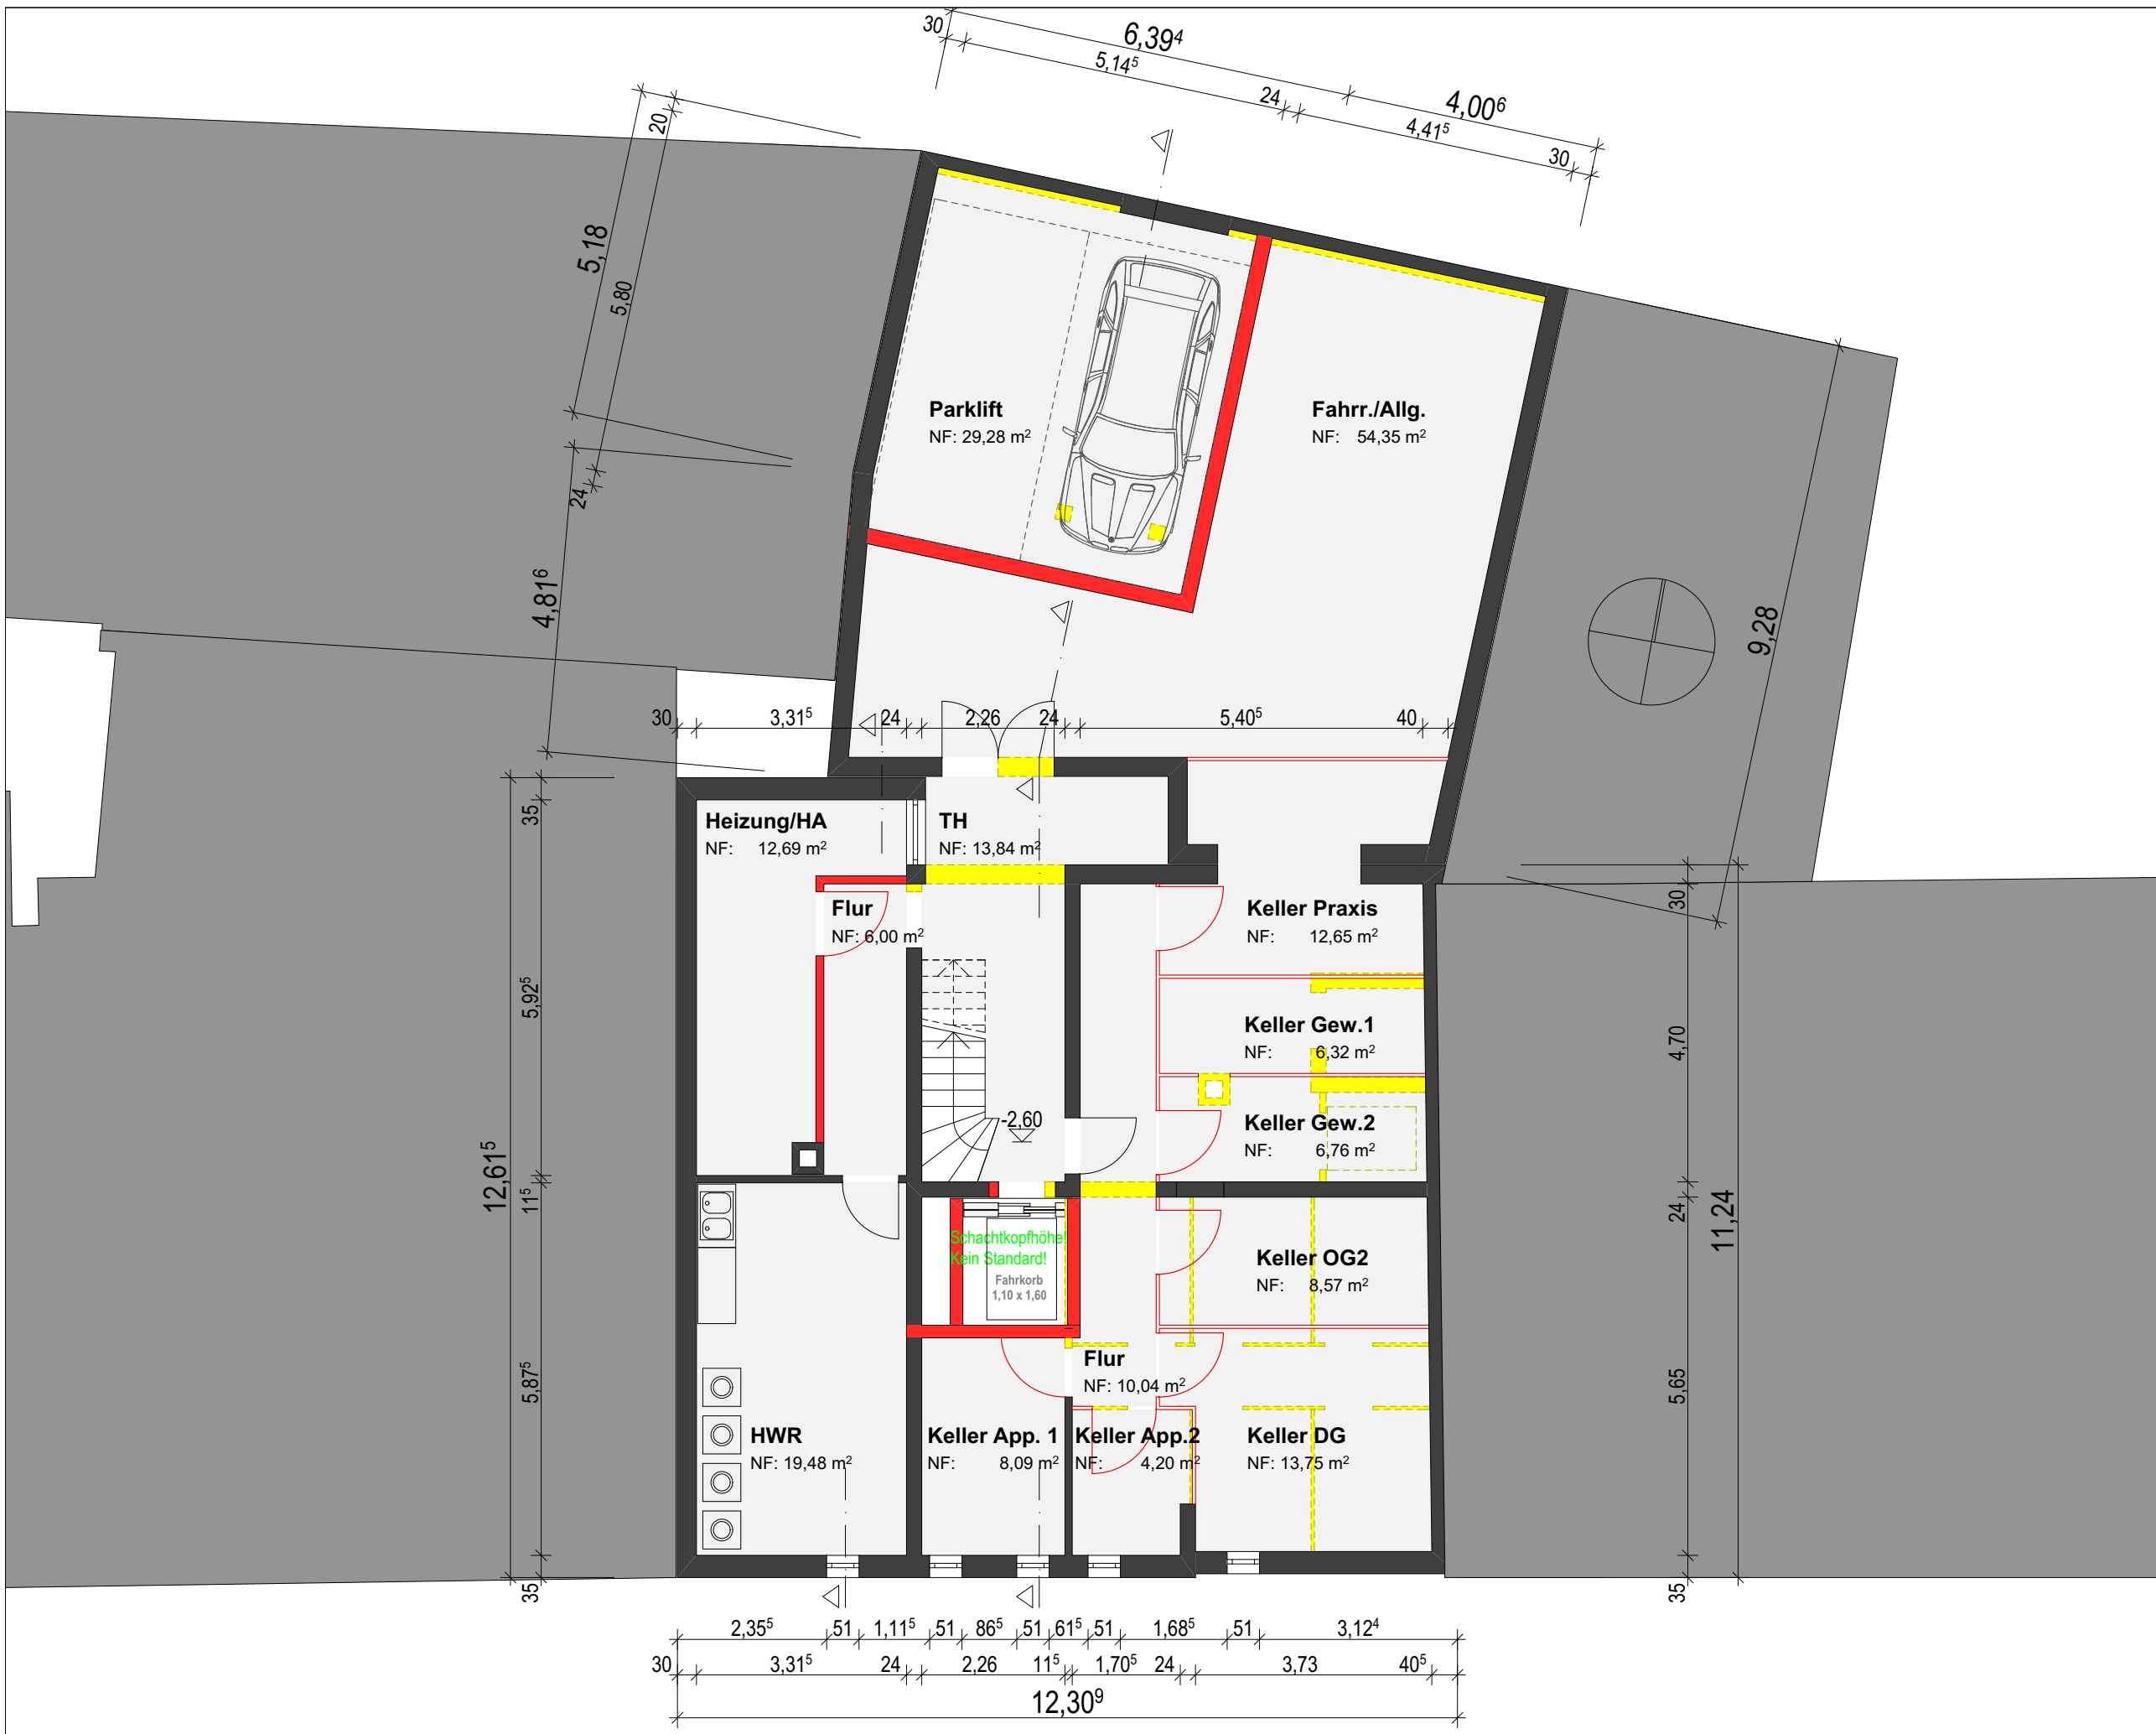 30
6,39⁴
5,14⁵
24
4,00⁶
4,41⁵
30
20
5,18
5,80
24
4,81⁶
9,28
Parklift
NF: 29,28 m²
Fahrr./Allg.
NF: 54,35 m²
30
3,31⁵
24
2,26
24
5,40⁵
40
Heizung/HA
NF: 12,69 m²
TH
NF: 13,84 m²
Flur
NF: 6,00 m²
Keller Praxis
NF: 12,65 m²
Keller Gew.1
NF: 6,32 m²
Keller Gew.2
NF: 6,76 m²
-2,60
35
5,92⁵
12,61⁵
11⁵
5,87⁵
35
30
4,70
24
11,24
5,65
35
Schachtkopfhöhe!
Kein Standard!
Fahrkorb
1,10 x 1,60
Keller OG2
NF: 8,57 m²
Flur
NF: 10,04 m²
HWR
NF: 19,48 m²
Keller App. 1
NF: 8,09 m²
Keller App.2
NF: 4,20 m²
Keller DG
NF: 13,75 m²
2,35⁵
51
1,11⁵
51
86⁵
51
61⁵
51
1,68⁵
51
3,12⁴
30
3,31⁵
24
2,26
11⁵
1,70⁵
24
3,73
40⁵
12,30⁹